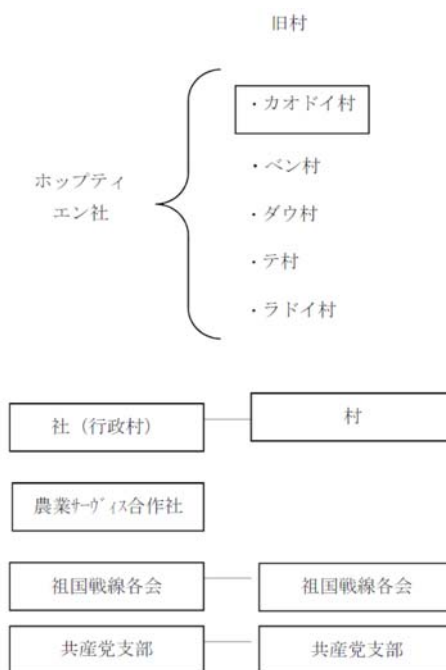 旧村
・カオドイ村
・ベン村
・ダウ村
・テ村
・ラドイ村
ホップティ
エン社
社（行政村）
村
農業ｻｰｳﾞｨｽ合作社
祖国戦線各会
祖国戦線各会
共産党支部
共産党支部